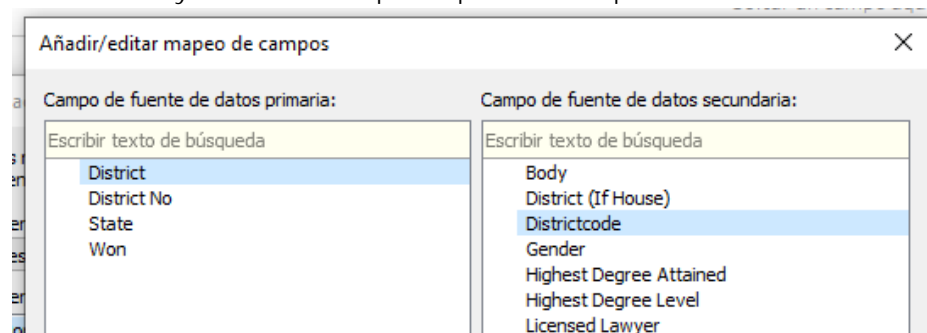 Añadir/editar mapeo de campos
Campo de fuente de datos primaria:
Campo de fuente de datos secundaria:
Escribir texto de búsqueda
Escribir texto de búsqueda
District
District No
State
Won
Body
District (If House)
Districtcode
Gender
Highest Degree Attained
Highest Degree Level
Licensed Lawyer